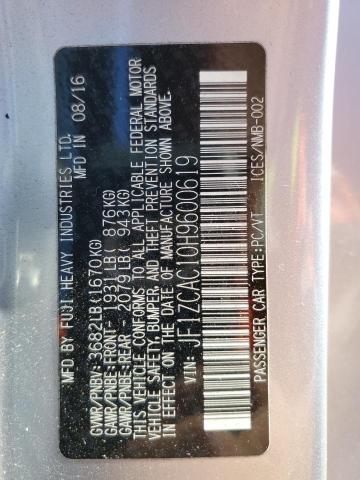 MFD BY FUJI HEAVY INDUSTRIES LTD.
MFD IN 08/16
GVWR/PNBV 3882LB(1670KG)
GAWR/PNBE:FRONT- 1931LB( 876KG)
GAWR/PNBE:REAR - 2079LB( 943KG)
THIS VEHICLE CONFORMS TO ALL APPLICABLE FEDERAL MOTOR
VEHICLE SAFETY,BUMPER,AND THEFT PREVENTION STANDARDS
IN EFFECT ON THE DATE OF MANUFACTURE SHOWN ABOVE.
VIN: JF1ZCAC10H9600619
PASSENGER CAR TYPE:PC/VT ICES/NMB-002